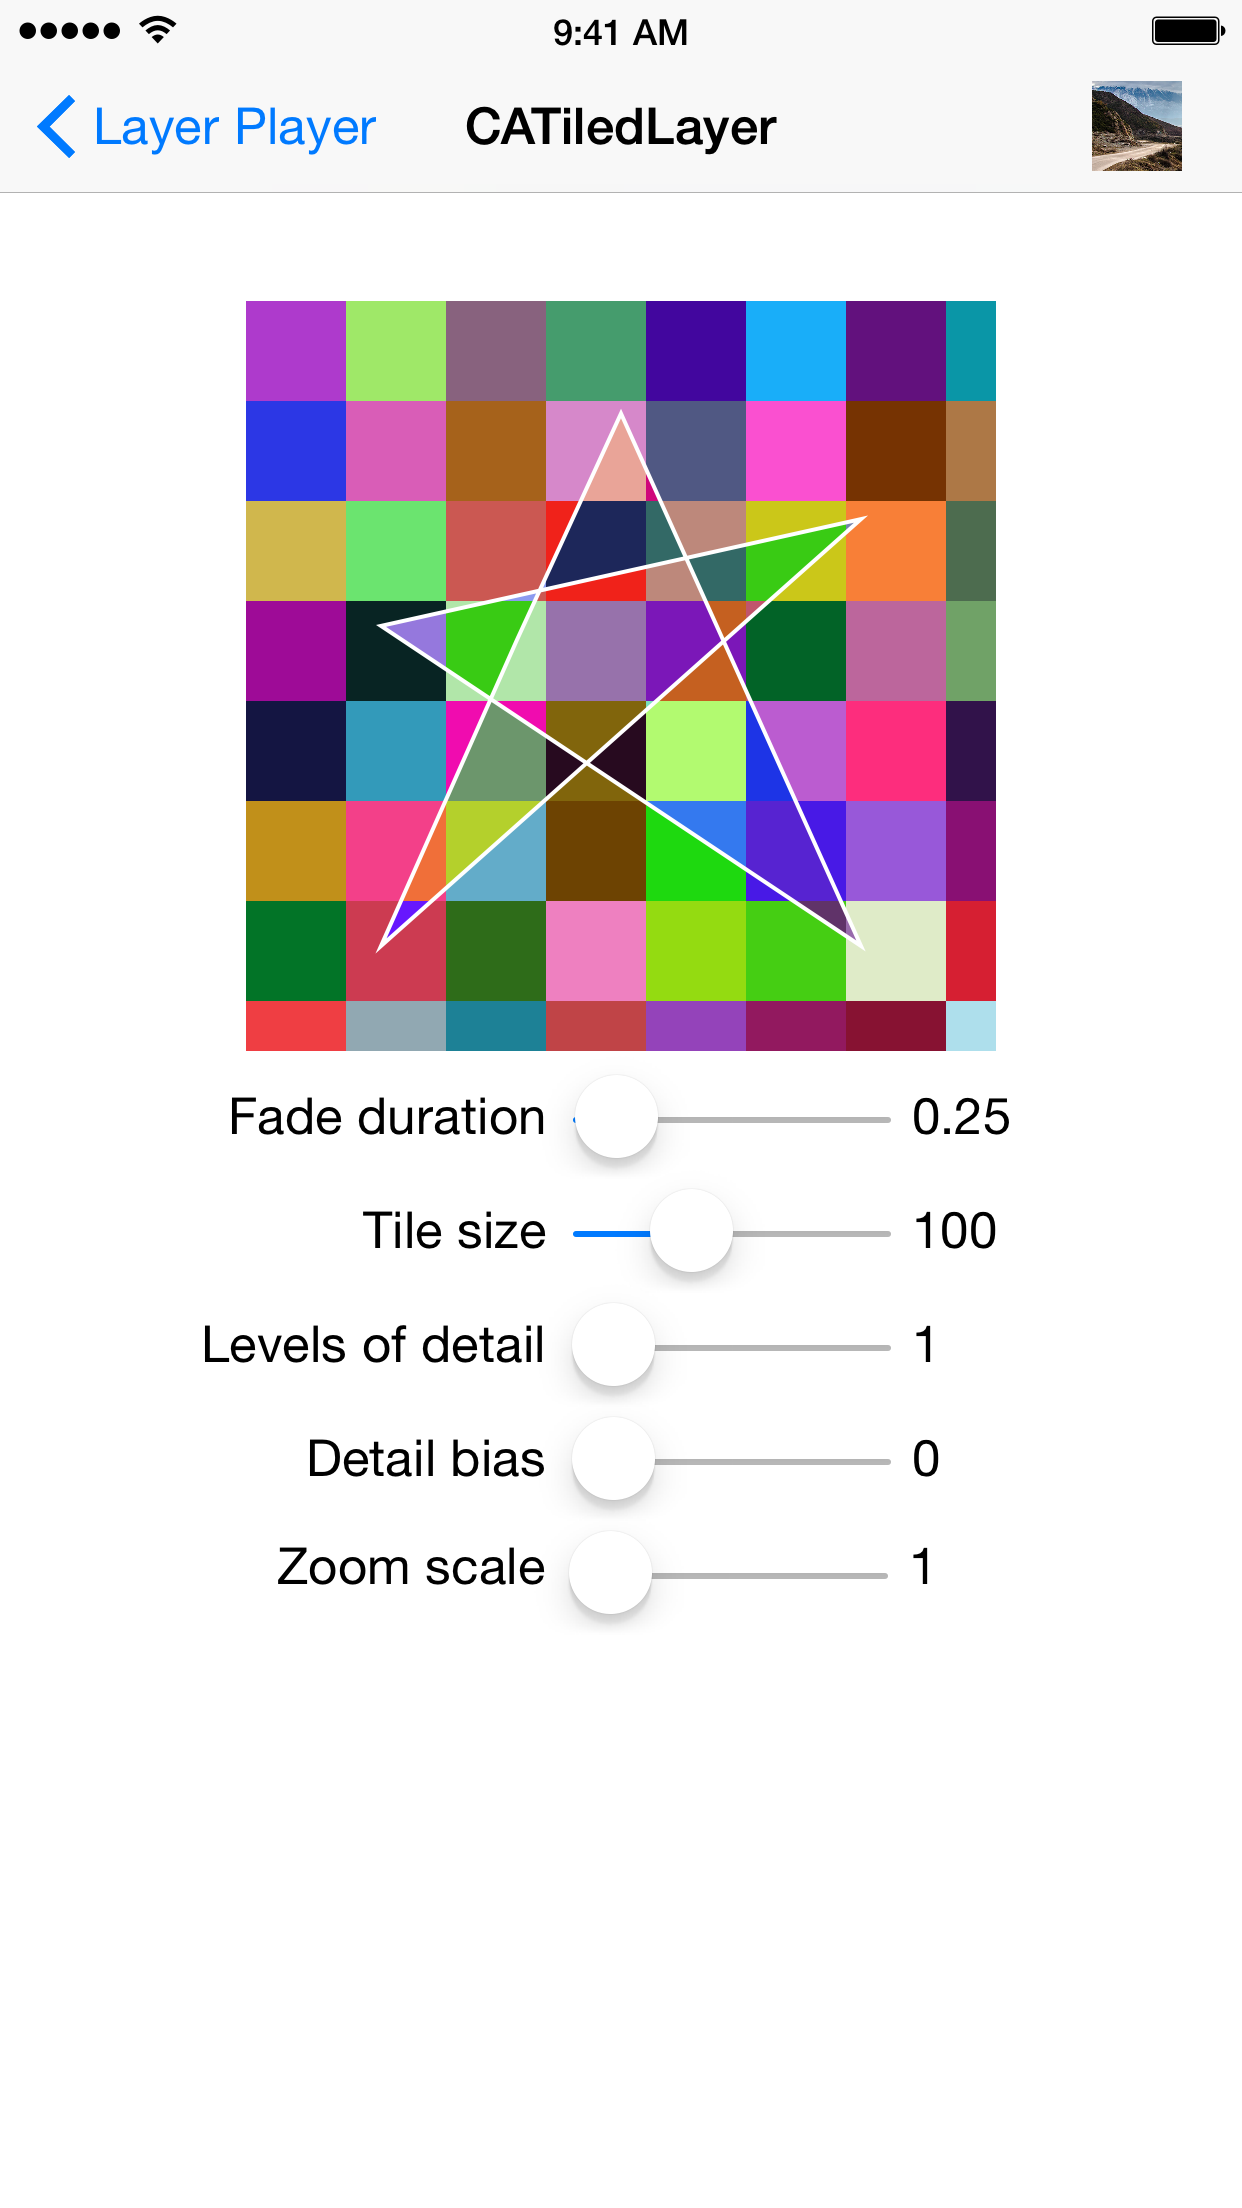 9:41 AM
Layer Player
CATiledLayer
Fade duration 0.25
Tile size 100
Levels of detail 1
Detail bias 0
Zoom scale 1